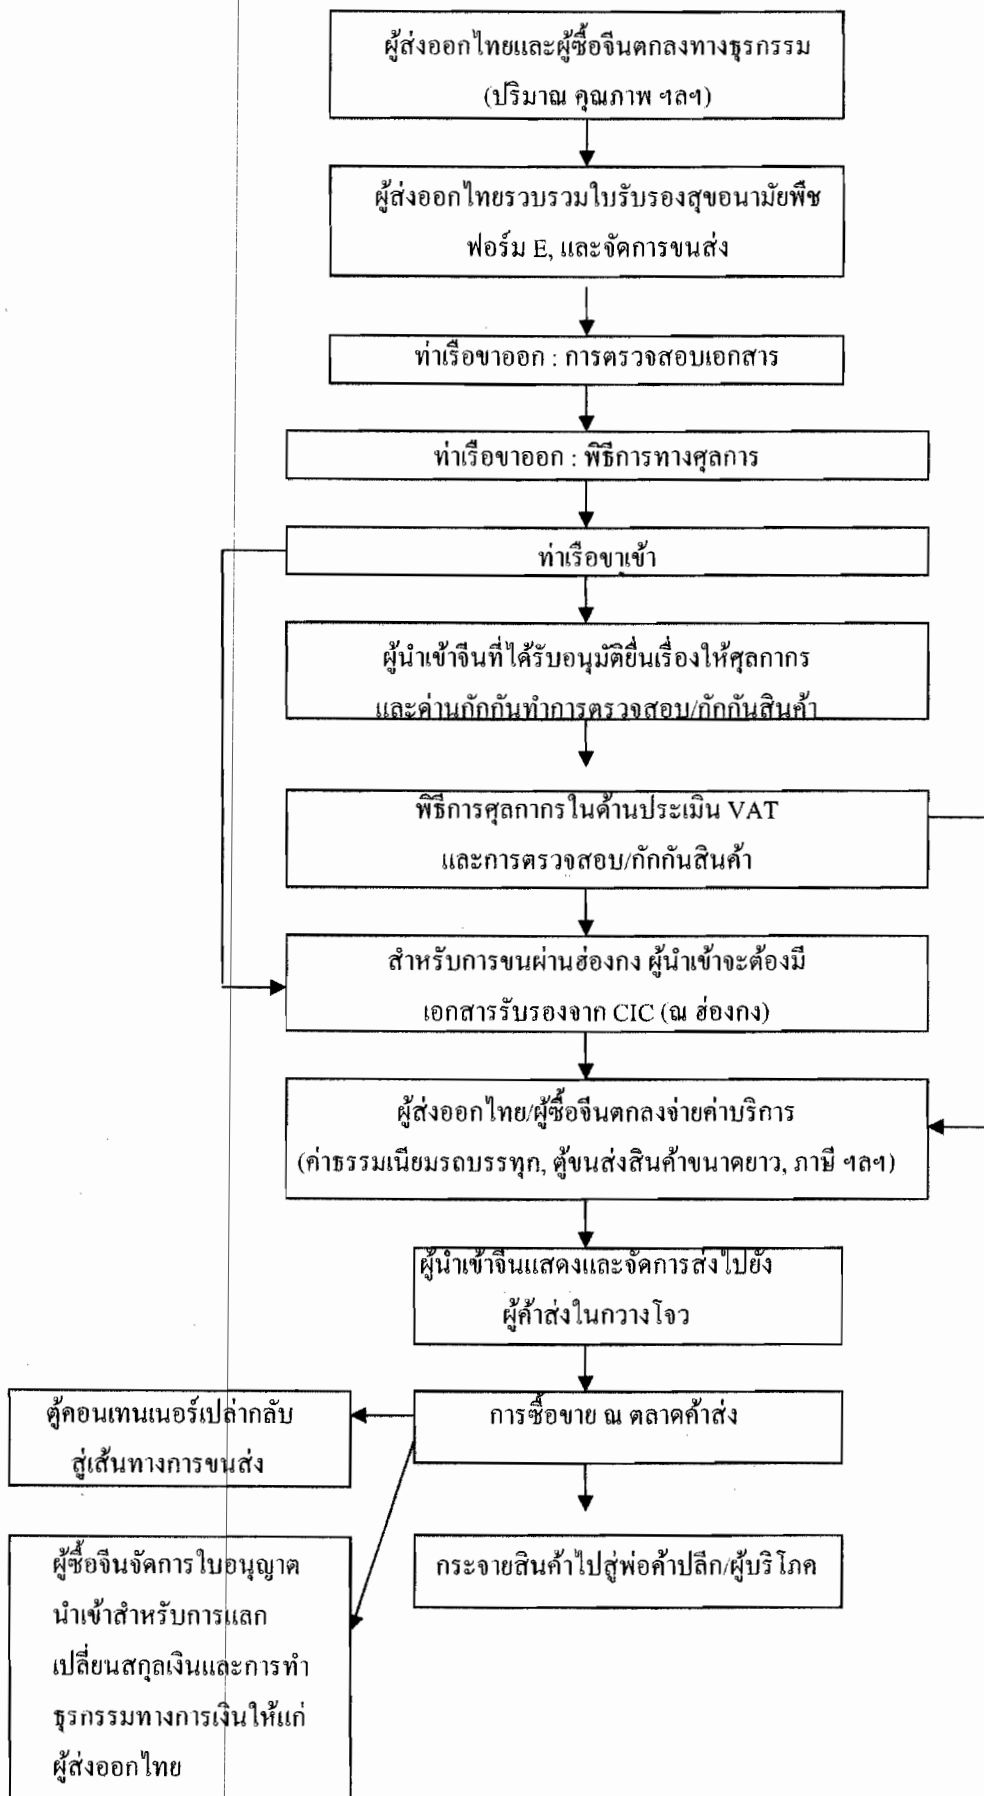 ผู้ส่งออกไทยและผู้ซื้อจีนตกลงทางธุรกรรม
(ปริมาณ คุณภาพ ฯลฯ)
ผู้ส่งออกไทยรวบรวมใบรับรองสุขอนามัยพืช
ฟอร์ม E, และจัดการขนส่ง
ท่าเรือขาออก : การตรวจสอบเอกสาร
ท่าเรือขาออก : พิธีการทางศุลการ
ท่าเรือขาเข้า
ผู้นำเข้าจีนที่ได้รับอนุมัติยื่นเรื่องให้ศุลกากร
และด่านกักกันทำการตรวจสอบ/กักกันสินค้า
พิธีการศุลกากรในด้านประเมิน VAT
และการตรวจสอบ/กักกันสินค้า
สำหรับการขนผ่านฮ่องกง ผู้นำเข้าจะต้องมี
เอกสารรับรองจาก CIC (ณ ฮ่องกง)
ผู้ส่งออกไทย/ผู้ซื้อจีนตกลงจ่ายค่าบริการ
(ค่าธรรมเนียมรถบรรทุก, ตู้ขนส่งสินค้าขนาดยาว, ภาษี ฯลฯ)
ผู้นำเข้าจีนแสดงและจัดการส่งไปยัง
ผู้ค้าส่งในกวางโจว
ตู้คอนเทนเนอร์เปล่ากลับ
สู่เส้นทางการขนส่ง
การซื้อขาย ณ ตลาดค้าส่ง
ผู้ซื้อจีนจัดการใบอนุญาต
นำเข้าสำหรับการแลก
เปลี่ยนสกุลเงินและการทำ
ธุรกรรมทางการเงินให้แก่
ผู้ส่งออกไทย
กระจายสินค้าไปสู่พ่อค้าปลีก/ผู้บริโภค